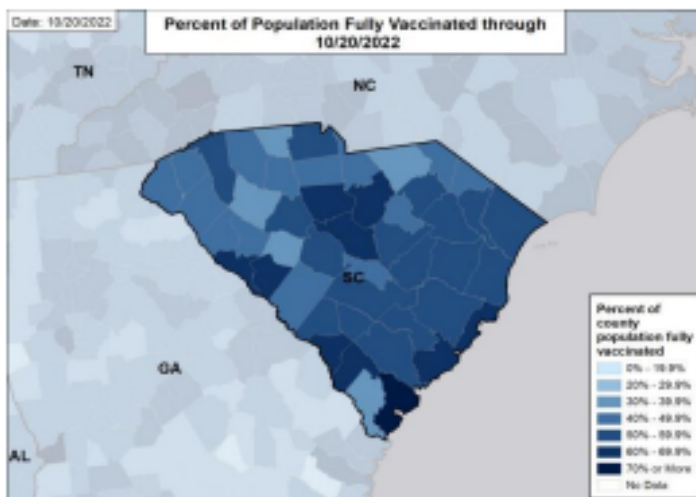 Date: 10/20/2022
Percent of Population Fully Vaccinated through
10/20/2022
TN
NC
SC
GA
AL
Percent of
county
population fully
vaccinated
0% - 19.9%
20% - 29.9%
30% - 39.9%
40% - 49.9%
50% - 59.9%
60% - 69.9%
70% or More
No Data